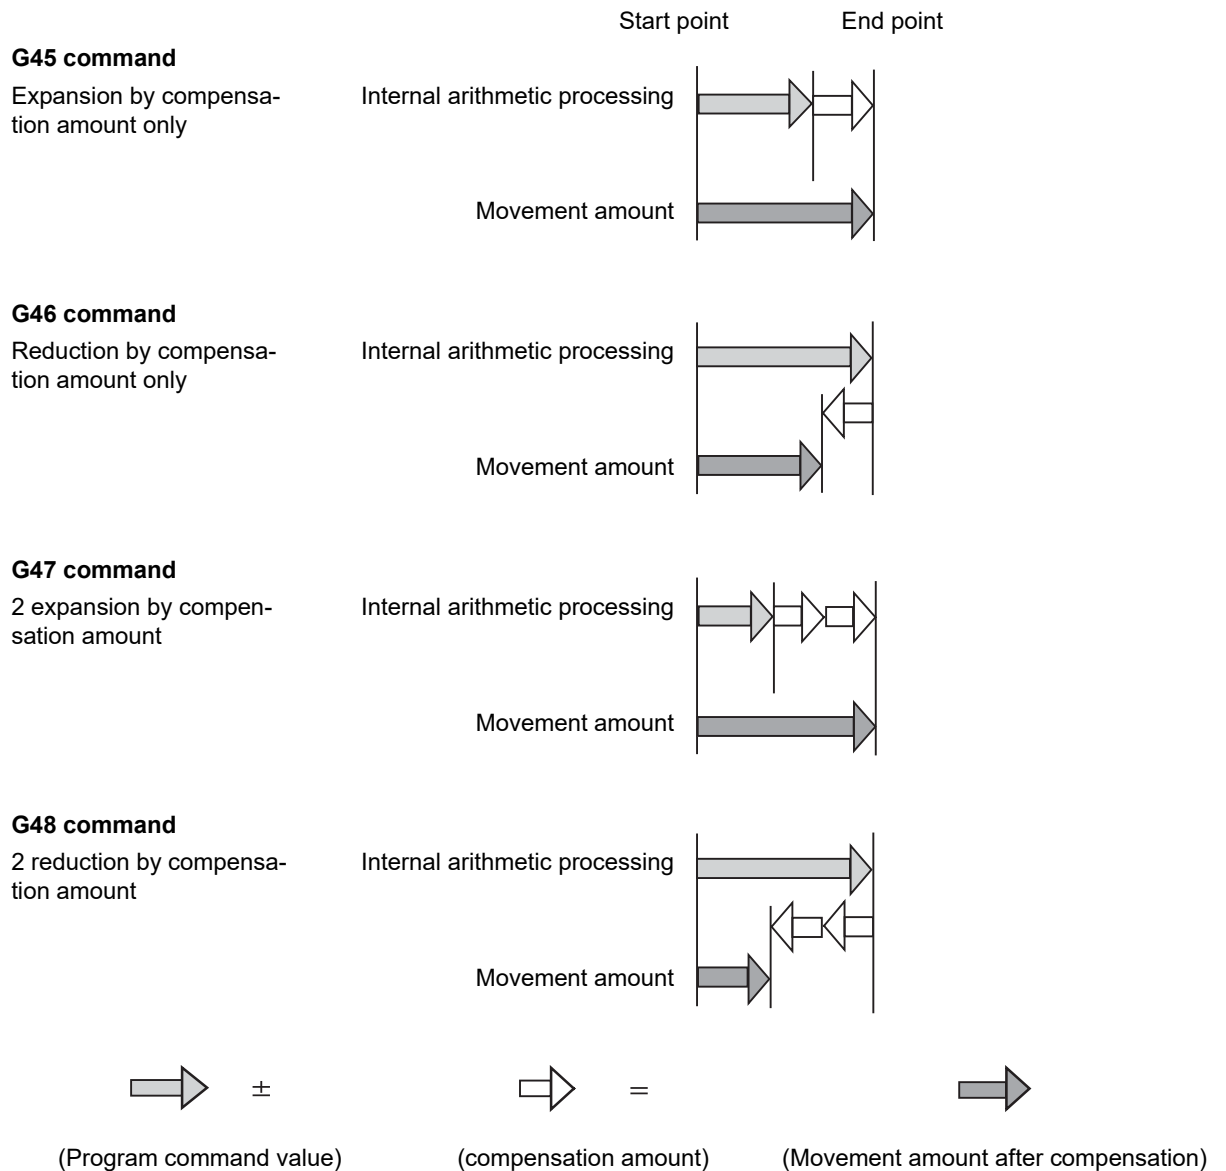 Start point End point
G45 command
Expansion by compensa-
tion amount only
Internal arithmetic processing
Movement amount
G46 command
Reduction by compensa-
tion amount only
Internal arithmetic processing
Movement amount
G47 command
2 expansion by compen-
sation amount
Internal arithmetic processing
Movement amount
G48 command
2 reduction by compensa-
tion amount
Internal arithmetic processing
Movement amount
± =
(Program command value) (compensation amount) (Movement amount after compensation)